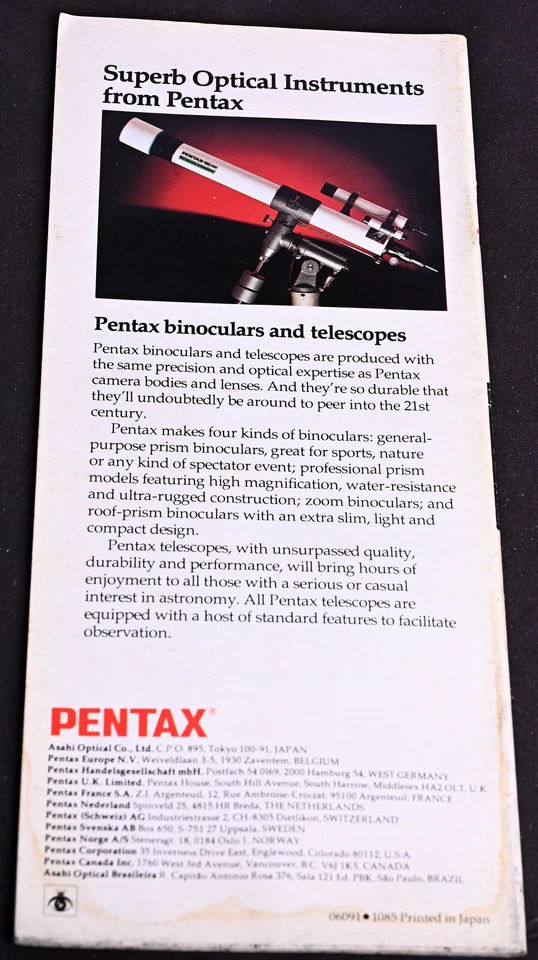 Superb Optical Instruments
from Pentax
PENTAX
Pentax binoculars and telescopes
Pentax binoculars and telescopes are produced with
the same precision and optical expertise as Pentax
camera bodies and lenses. And they're so durable that
they'll undoubtedly be around to peer into the 21st
century.
Pentax makes four kinds of binoculars: general-
purpose prism binoculars, great for sports, nature
or any kind of spectator event; professional prism
models featuring high magnification, water-resistance
and ultra-rugged construction; zoom binoculars; and
roof-prism binoculars with an extra slim, light and
compact design.
Pentax telescopes, with unsurpassed quality,
durability and performance, will bring hours of
enjoyment to all those with a serious or casual
interest in astronomy. All Pentax telescopes are
equipped with a host of standard features to facilitate
observation.
PENTAX®
Asahi Optical Co., Ltd. C.P.O. 895, Tokyo 100-91, JAPAN
Pentax Europe N.V. Weiveldlaan 3-5, 1930 Zaventem, BELGIUM
Pentax Handelsgesellschaft mbH. Postfach 54 0169, 2000 Hamburg 54, WEST GERMANY
Pentax U.K. Limited. Pentax House, South Hill Avenue, South Harrow, Middlesex HA2 OLT, U.K
Pentax France S.A. Z.I. Argenteuil, 12, Rue Ambroise-Croizat, 95100 Argenteuil, FRANCE
Pentax Nederland Spinveld 25, 4815 HR Breda, THE NETHERLANDS
Pentax (Schweiz) AG Industriestrasse 2, CH-8305 Dietlikon, SWITZERLAND
Pentax Svenska AB Box 650, S-751 27 Uppsala, SWEDEN
Pentax Norge A/S Stenersgt. 18, 0184 Oslo 1, NORWAY
Pentax Corporation 35 Inverness Drive East, Englewood, Colorado 80112, U.S.A.
Pentax Canada Inc. 1760 West 3rd Avenue, Vancouver, B.C. V6J 1K5, CANADA
Asahi Optical Brasileira R. Capitão Antonio Rosa 376, Sala 121 Ed. PBK, São Paulo, BRAZIL
06091●1085 Printed in Japan